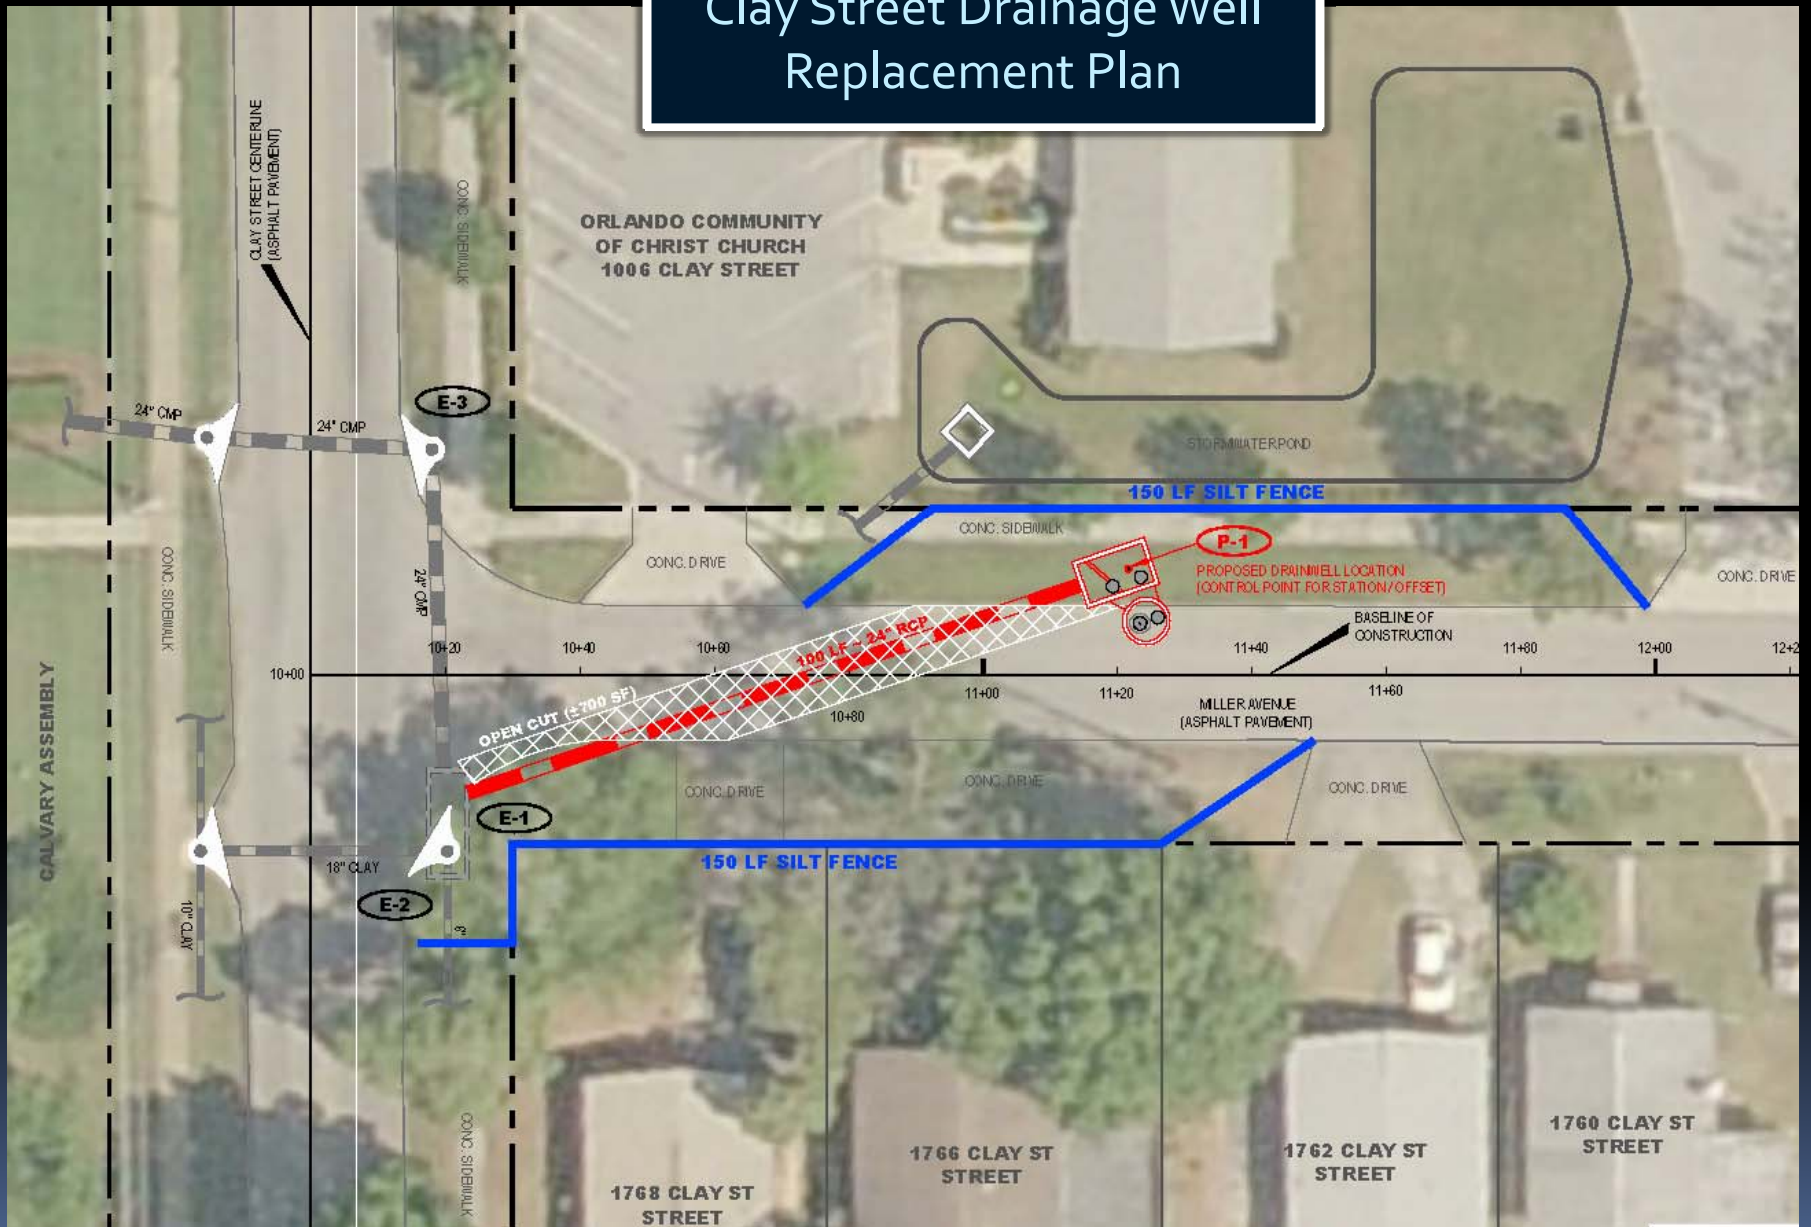 Clay Street Drainage Well
Replacement Plan
CLAY STREET CENTERLINE
(ASPHALT PAVEMENT)
CONC. SIDEWALK
ORLANDO COMMUNITY
OF CHRIST CHURCH
1006 CLAY STREET
E-3
24" CMP
24" CMP
STORMWATER POND
150 LF SILT FENCE
CONC. SIDEWALK
P-1
CONC. DRIVE
PROPOSED DRAINWELL LOCATION
(CONTROL POINT FOR STATION/OFFSET)
CONC. DRIVE
CONC. SIDEWALK
24" CMP
BASELINE OF
CONSTRUCTION
100 LF ~ 24" RCP
10+00
10+20
10+40
10+60
10+80
11+00
11+20
11+40
11+60
11+80
12+00
12+2
OPEN CUT (±700 SF)
MILLER AVENUE
(ASPHALT PAVEMENT)
CALVARY ASSEMBLY
CONC. DRIVE
CONC. DRIVE
CONC. DRIVE
E-1
150 LF SILT FENCE
18" CLAY
E-2
10" CLAY
6"
CONC. SIDEWALK
1768 CLAY ST
STREET
1766 CLAY ST
STREET
1762 CLAY ST
STREET
1760 CLAY ST
STREET